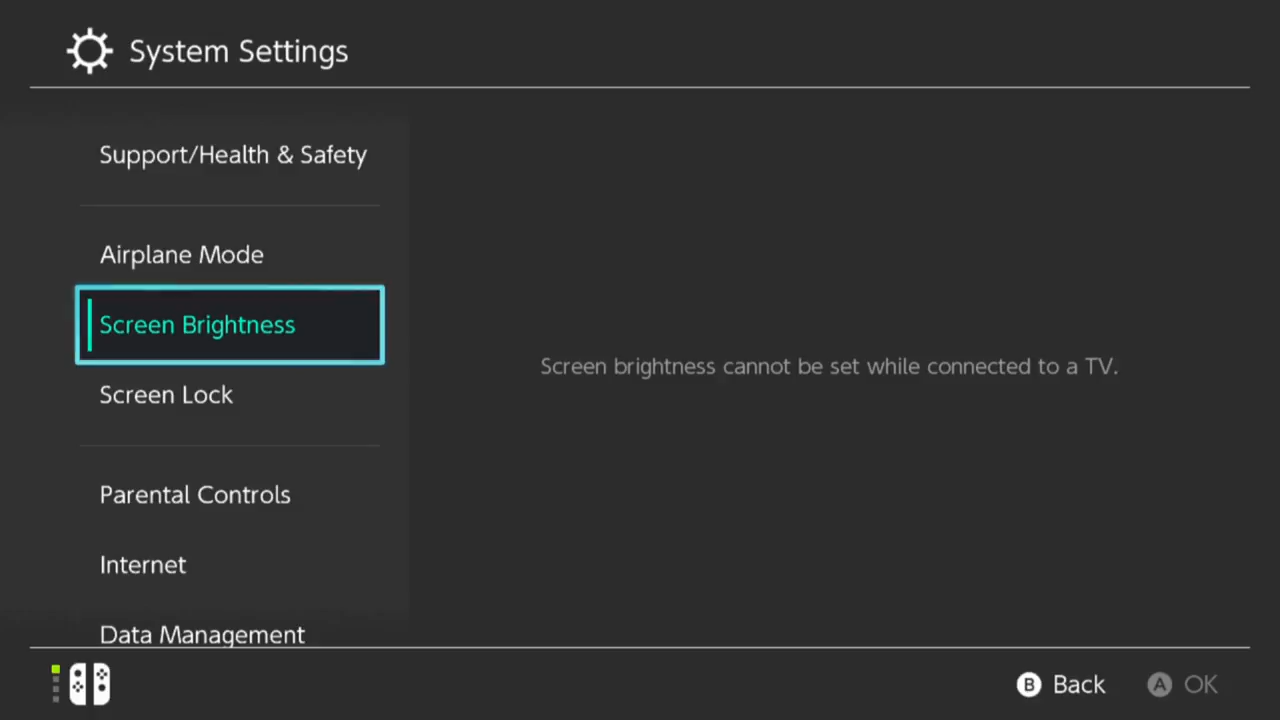 System Settings
Support/Health & Safety
Airplane Mode
Screen Brightness
Screen Lock
Parental Controls
Internet
Data Management
Screen brightness cannot be set while connected to a TV.
B Back
A OK